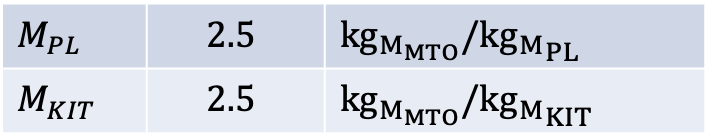 M_PL 2.5 kg_M_MTO/kg_M_PL
M_KIT 2.5 kg_M_MTO/kg_M_KIT